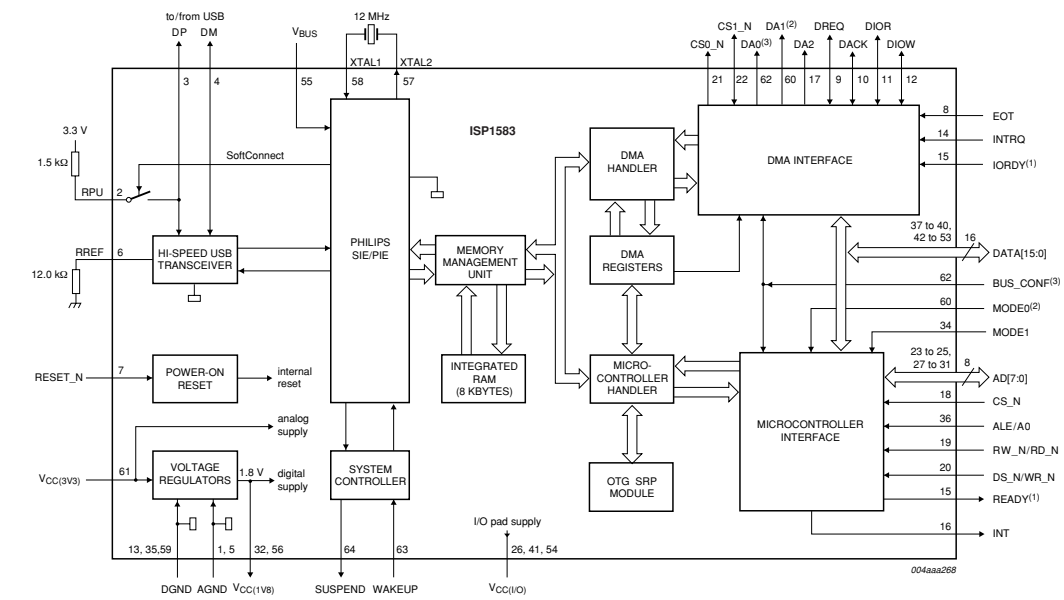 to/from USB
DP DM
3 4
VBUS
55
12 MHz
XTAL1 XTAL2
58 57
CS0_N CS1_N DA0(3) DA1(2) DA2 DREQ DACK DIOR DIOW
21 22 62 60 17 9 10 11 12
ISP1583
3.3 V
1.5 kΩ
RPU 2
SoftConnect
RREF 6
12.0 kΩ
HI-SPEED USB
TRANSCEIVER
PHILIPS
SIE/PIE
MEMORY
MANAGEMENT
UNIT
INTEGRATED
RAM
(8 KBYTES)
DMA
HANDLER
DMA
REGISTERS
MICRO-
CONTROLLER
HANDLER
OTG SRP
MODULE
DMA INTERFACE
MICROCONTROLLER
INTERFACE
8 EOT
14 INTRQ
15 IORDY(1)
37 to 40,
42 to 53
16 DATA[15:0]
62 BUS_CONF(3)
60 MODE0(2)
34 MODE1
23 to 25,
27 to 31
8 AD[7:0]
18 CS_N
36 ALE/A0
19 RW_N/RD_N
20 DS_N/WR_N
15 READY(1)
16 INT
RESET_N 7
POWER-ON
RESET
internal
reset
analog
supply
VCC(3V3) 61
VOLTAGE
REGULATORS
1.8 V
digital
supply
SYSTEM
CONTROLLER
I/O pad supply
13, 35,59 1, 5 32, 56 64 63 26, 41, 54
DGND AGND VCC(1V8) SUSPEND WAKEUP VCC(I/O)
004aaa268